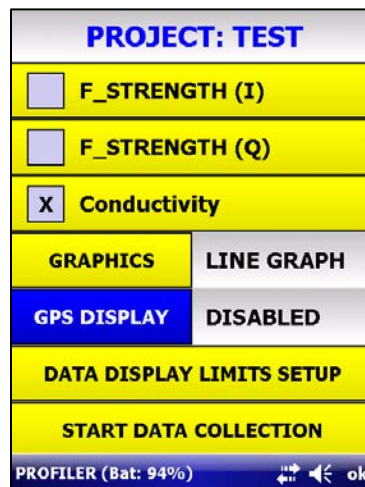 PROJECT: TEST
F_STRENGTH (I)
F_STRENGTH (Q)
X Conductivity
GRAPHICS LINE GRAPH
GPS DISPLAY DISABLED
DATA DISPLAY LIMITS SETUP
START DATA COLLECTION
PROFILER (Bat: 94%) ok